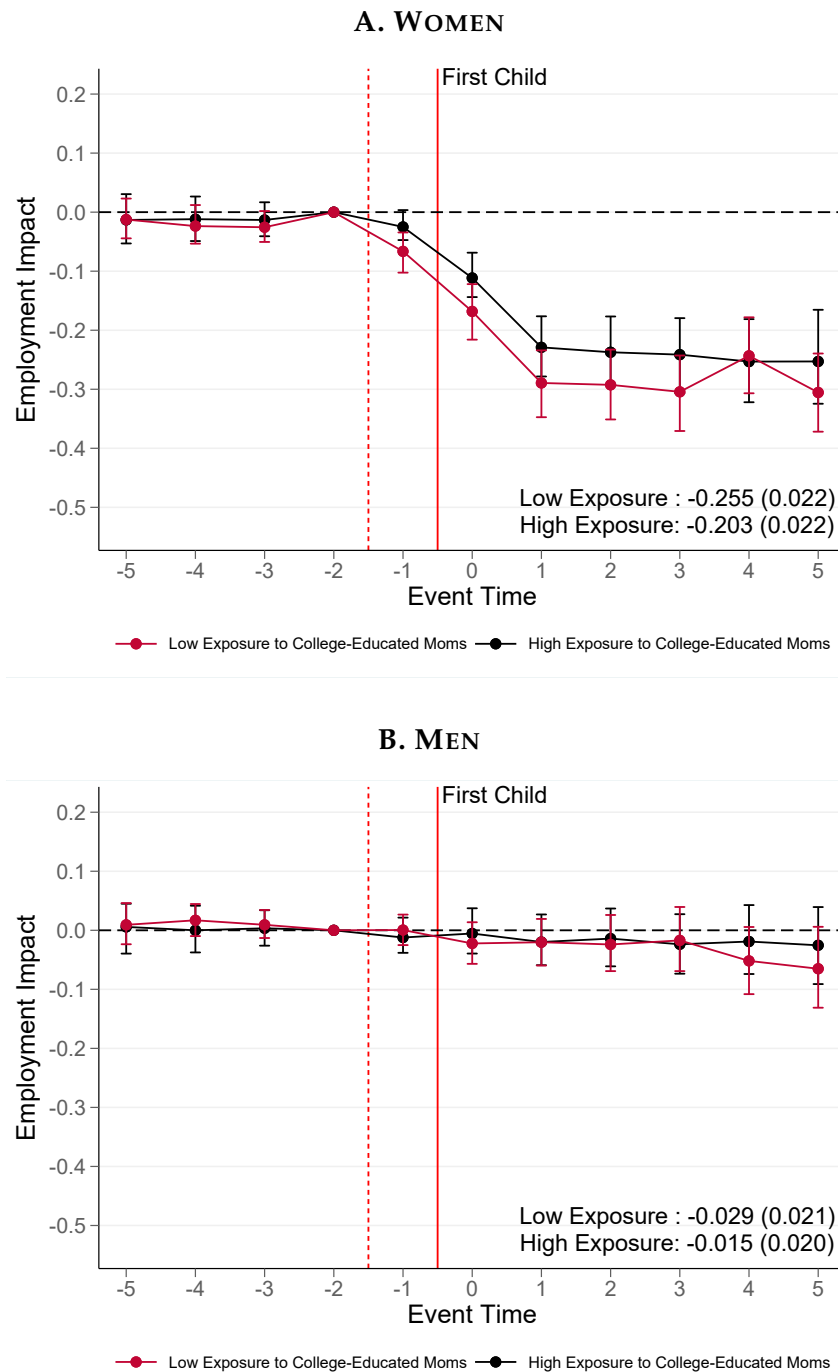 A. WOMEN
First Child
0.2
0.1
0.0
-0.1
-0.2
-0.3
-0.4
-0.5
Employment Impact
Low Exposure : -0.255 (0.022)
High Exposure: -0.203 (0.022)
-5 -4 -3 -2 -1 0 1 2 3 4 5
Event Time
Low Exposure to College-Educated Moms High Exposure to College-Educated Moms
B. MEN
First Child
0.2
0.1
0.0
-0.1
-0.2
-0.3
-0.4
-0.5
Employment Impact
Low Exposure : -0.029 (0.021)
High Exposure: -0.015 (0.020)
-5 -4 -3 -2 -1 0 1 2 3 4 5
Event Time
Low Exposure to College-Educated Moms High Exposure to College-Educated Moms